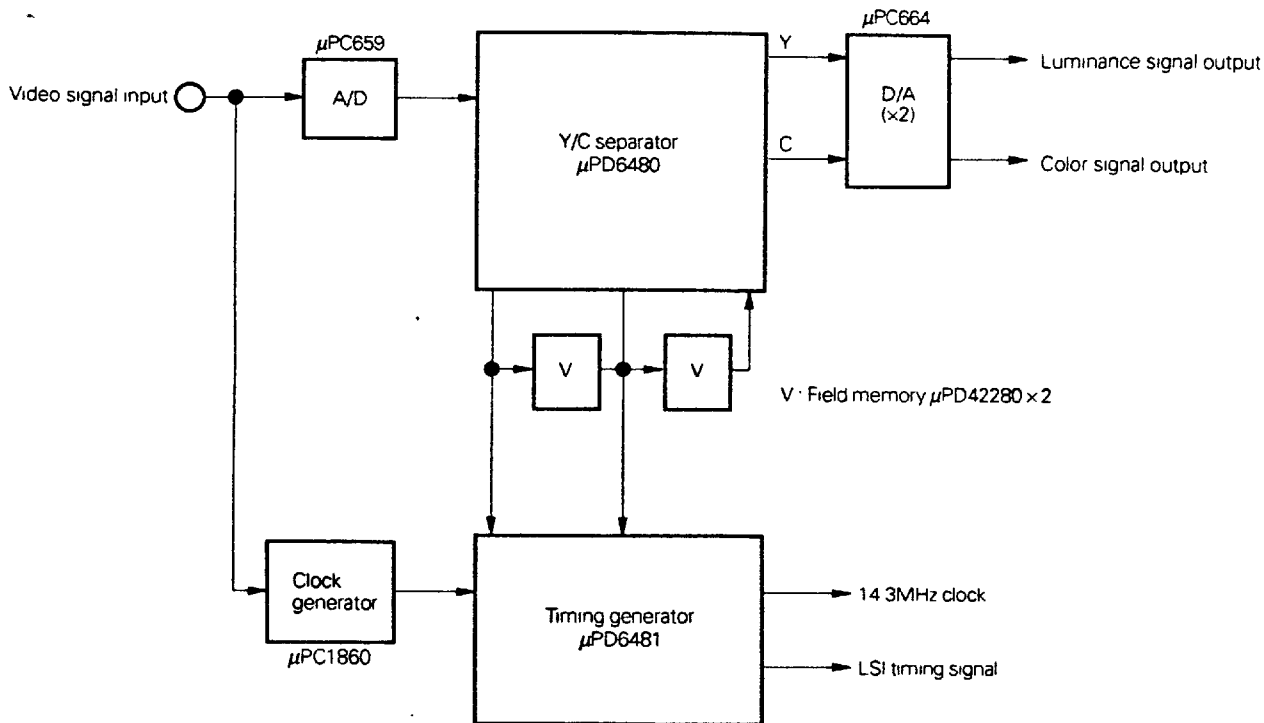 μPC664
μPC659
Y
Video signal input
A/D
Luminance signal output
D/A
(×2)
Y/C separator
μPD6480
C
Color signal output
V
V
V : Field memory μPD42280 × 2
Clock
generator
14 3MHz clock
Timing generator
μPD6481
μPC1860
LSI timing signal